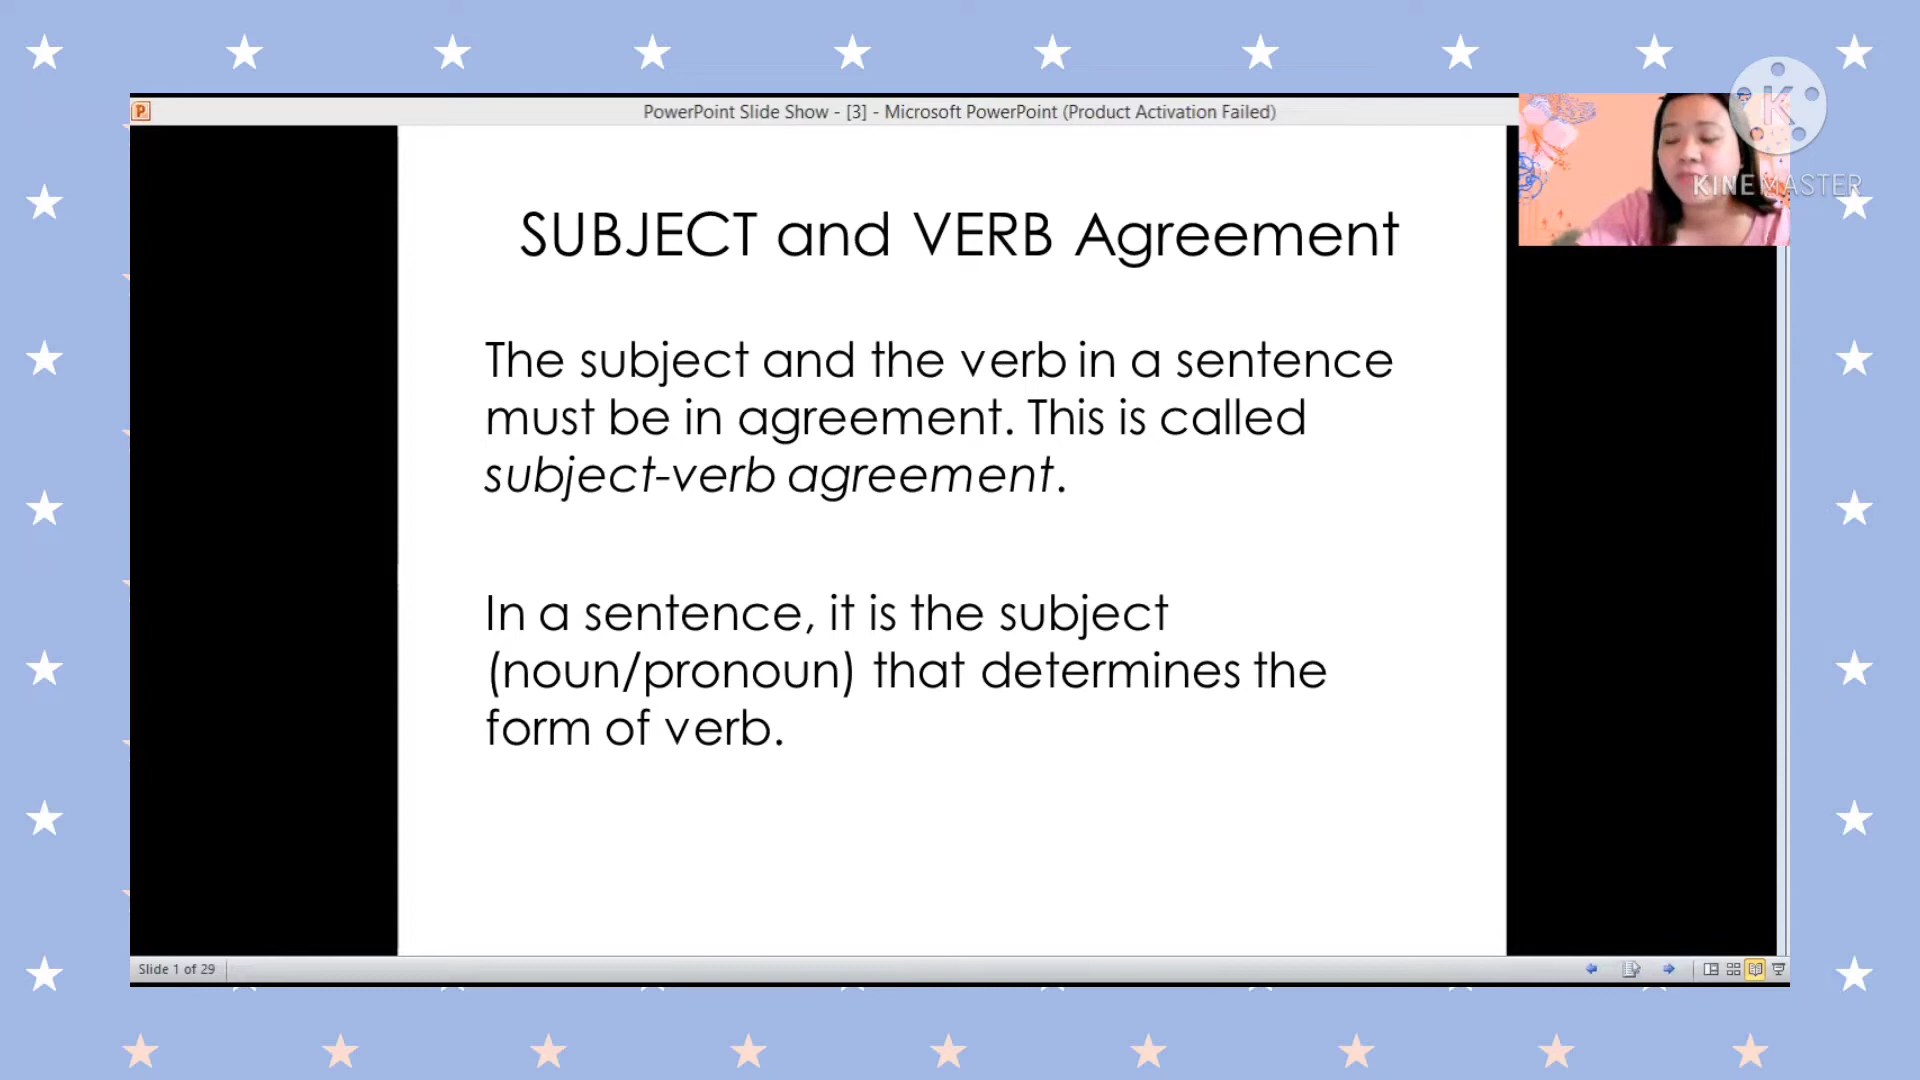 PowerPoint Slide Show - [3] - Microsoft PowerPoint (Product Activation Failed)
K
KINEMASTER
SUBJECT and VERB Agreement
The subject and the verb in a sentence
must be in agreement. This is called
subject-verb agreement.
In a sentence, it is the subject
(noun/pronoun) that determines the
form of verb.
Slide 1 of 29